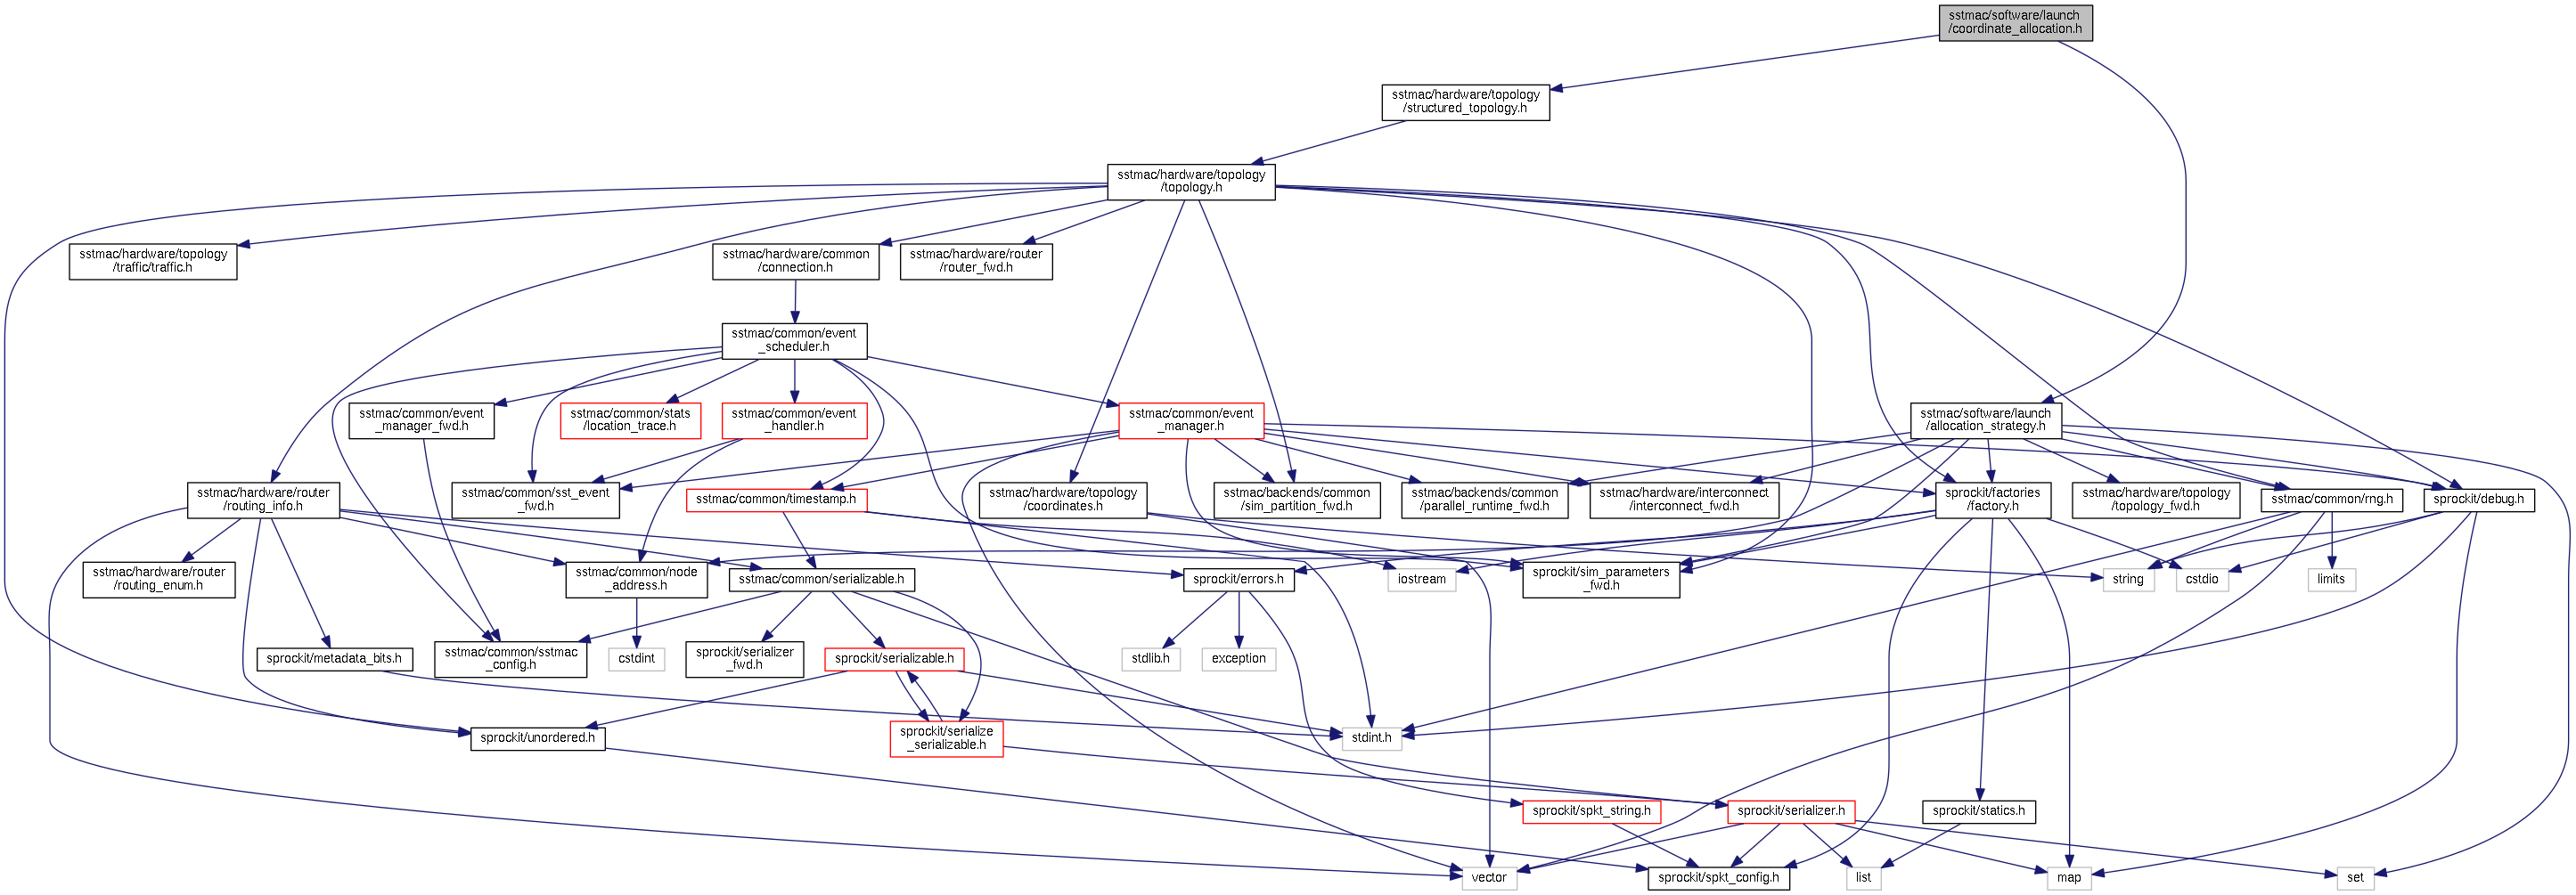 sstmac/software/launch
/coordinate_allocation.h
sstmac/hardware/topology
/structured_topology.h
sstmac/hardware/topology
/topology.h
sstmac/hardware/topology
/traffic/traffic.h
sstmac/hardware/common
/connection.h
sstmac/hardware/router
/router_fwd.h
sstmac/common/event
_scheduler.h
sstmac/common/event
_manager_fwd.h
sstmac/common/stats
/location_trace.h
sstmac/common/event
_handler.h
sstmac/common/event
_manager.h
sstmac/software/launch
/allocation_strategy.h
sstmac/hardware/router
/routing_info.h
sstmac/common/sst_event
_fwd.h
sstmac/common/timestamp.h
sstmac/hardware/topology
/coordinates.h
sstmac/backends/common
/sim_partition_fwd.h
sstmac/backends/common
/parallel_runtime_fwd.h
sstmac/hardware/interconnect
/interconnect_fwd.h
sprockit/factories
/factory.h
sstmac/hardware/topology
/topology_fwd.h
sstmac/common/rng.h
sprockit/debug.h
sstmac/hardware/router
/routing_enum.h
sstmac/common/node
_address.h
sstmac/common/serializable.h
sprockit/errors.h
iostream
sprockit/sim_parameters
_fwd.h
string
cstdio
limits
sprockit/metadata_bits.h
sstmac/common/sstmac
_config.h
cstdint
sprockit/serializer
_fwd.h
sprockit/serializable.h
stdlib.h
exception
sprockit/unordered.h
sprockit/serialize
_serializable.h
stdint.h
sprockit/spkt_string.h
sprockit/serializer.h
sprockit/statics.h
vector
sprockit/spkt_config.h
list
map
set